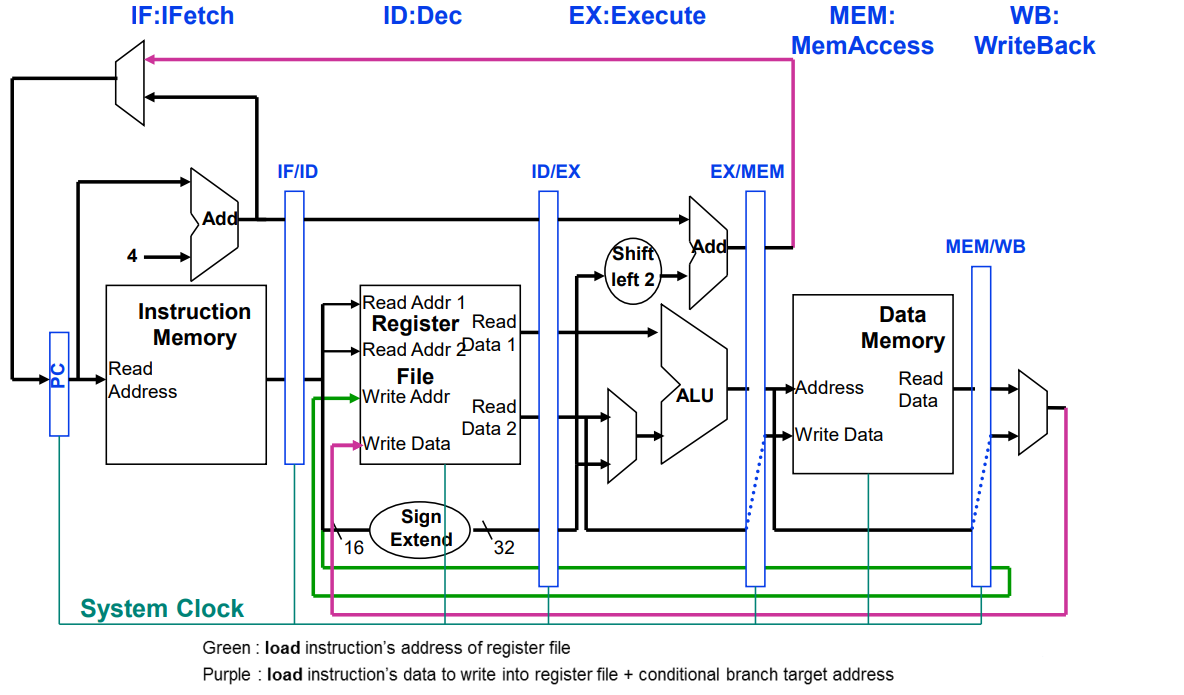 IF:IFetch
ID:Dec
EX:Execute
MEM:
MemAccess
WB:
WriteBack
IF/ID
ID/EX
EX/MEM
MEM/WB
Add
4
Shift
left 2
Add
PC
Instruction
Memory
Read
Address
Read Addr 1
Register
Read Addr 2
File
Write Addr
Write Data
Read
Data 1
Read
Data 2
ALU
Data
Memory
Address
Read
Data
Write Data
Sign
Extend
16
32
System Clock
Green : load instruction's address of register file
Purple : load instruction's data to write into register file + conditional branch target address